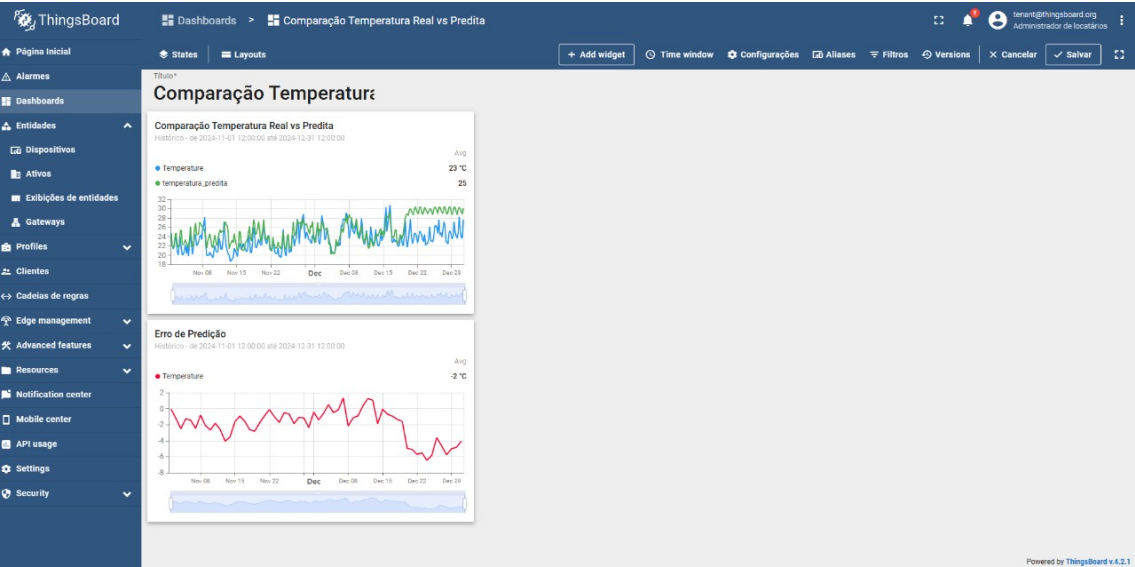 ThingsBoard
Dashboards > Comparação Temperatura Real vs Predita
tenant@thingsboard.org
Administrador de locatários
Página Inicial
Alarmes
Dashboards
Entidades
Dispositivos
Ativos
Exibições de entidades
Gateways
Profiles
Clientes
Cadeias de regras
Edge management
Advanced features
Resources
Notification center
Mobile center
API usage
Settings
Security
States Layouts + Add widget Time window Configurações Aliases Filtros Versions Cancelar Salvar
Título*
Comparação Temperatura
Comparação Temperatura Real vs Predita
Histórico - de 2024-11-01 12:00:00 até 2024-12-31 12:00:00
Avg
Temperature 23 °C
temperatura_predita 25
32
30
28
26
24
22
20
18
Nov 08 Nov 15 Nov 22 Dec Dec 08 Dec 15 Dec 22 Dec 29
Erro de Predição
Histórico - de 2024-11-01 12:00:00 até 2024-12-31 12:00:00
Avg
Temperature -2 °C
2
0
-2
-4
-6
-8
Nov 08 Nov 15 Nov 22 Dec Dec 08 Dec 15 Dec 22 Dec 29
Powered by ThingsBoard v.4.2.1